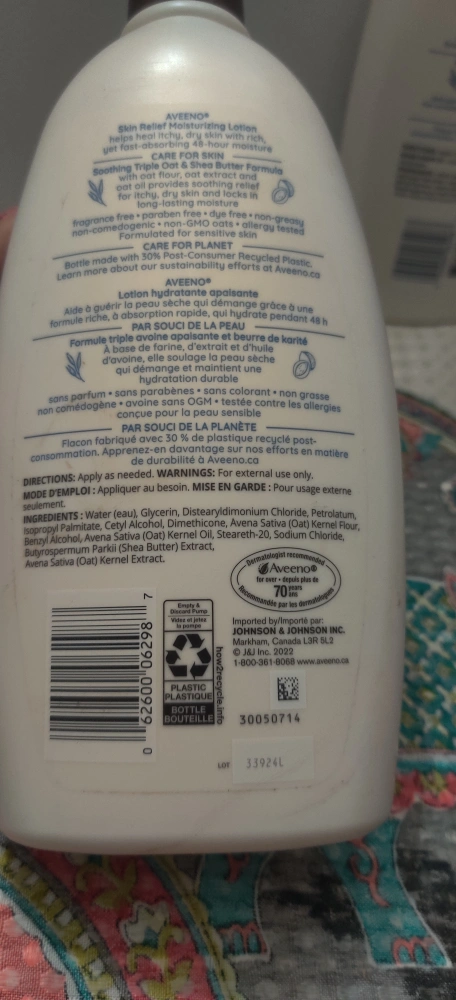 AVEENO®
Skin Relief Moisturizing Lotion
helps heal itchy, dry skin with rich,
yet fast-absorbing 48-hour moisture
CARE FOR SKIN
Soothing Triple Oat & Shea Butter Formula
with oat flour, oat extract and
oat oil provides soothing relief
for itchy, dry skin and locks in
long-lasting moisture
fragrance free • paraben free • dye free • non-greasy
non-comedogenic • non-GMO oats • allergy tested
Formulated for sensitive skin
CARE FOR PLANET
Bottle made with 30% Post-Consumer Recycled Plastic.
Learn more about our sustainability efforts at Aveeno.ca
AVEENO®
Lotion hydratante apaisante
Aide à guérir la peau sèche qui démange grâce à une
formule riche, à absorption rapide, qui hydrate pendant 48 h
PAR SOUCI DE LA PEAU
Formule triple avoine apaisante et beurre de karité
À base de farine, d'extrait et d'huile
d'avoine, elle soulage la peau sèche
qui démange et maintient une
hydratation durable
sans parfum • sans parabènes • sans colorant • non grasse
non comédogène • avoine sans OGM • testée contre les allergies
conçue pour la peau sensible
PAR SOUCI DE LA PLANÈTE
Flacon fabriqué avec 30 % de plastique recyclé post-
consommation. Apprenez-en davantage sur nos efforts en matière
de durabilité à Aveeno.ca
DIRECTIONS: Apply as needed. WARNINGS: For external use only.
MODE D'EMPLOI : Appliquer au besoin. MISE EN GARDE : Pour usage externe
seulement.
INGREDIENTS : Water (eau), Glycerin, Distearyldimonium Chloride, Petrolatum,
Isopropyl Palmitate, Cetyl Alcohol, Dimethicone, Avena Sativa (Oat) Kernel Flour,
Benzyl Alcohol, Avena Sativa (Oat) Kernel Oil, Steareth-20, Sodium Chloride,
Butyrospermum Parkii (Shea Butter) Extract,
Avena Sativa (Oat) Kernel Extract.
Dermatologist recommended
Aveeno®
for over • depuis plus de
70 years
ans
Recommandée par les dermatologues
0 62600 06298 7
Empty &
Discard Pump
Videz et jetez
la pompe
PLASTIC
PLASTIQUE
BOTTLE
BOUTEILLE
how2recycle.info
Imported by/Importé par:
JOHNSON & JOHNSON INC.
Markham, Canada L3R 5L2
© J&J Inc. 2022
1-800-361-8068 www.aveeno.ca
30050714
LOT 33924L